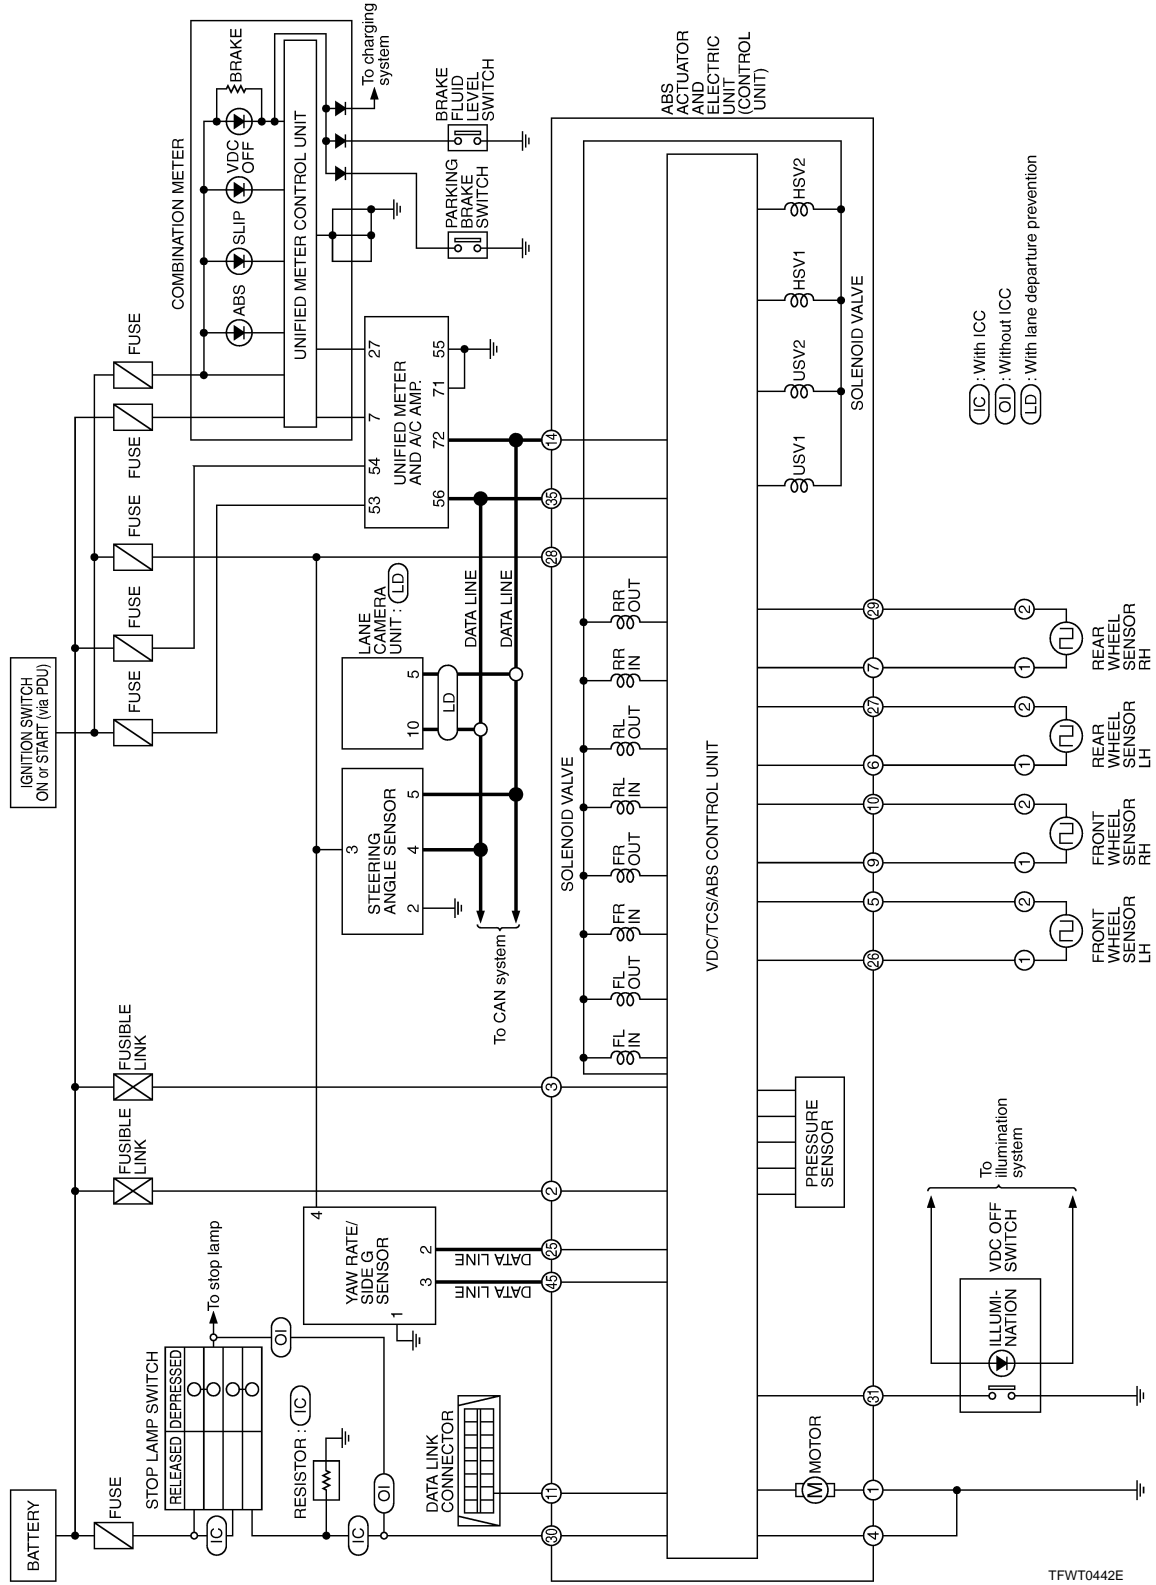 BATTERY
FUSE
STOP LAMP SWITCH
RELEASED
DEPRESSED
To stop lamp
IC
OI
RESISTOR : IC
IC
OI
DATA LINK
CONNECTOR
IGNITION SWITCH
ON or START (via PDU)
FUSIBLE
LINK
FUSIBLE
LINK
FUSE
FUSE
FUSE
FUSE
FUSE
YAW RATE/
SIDE G
SENSOR
4
1
3
2
DATA LINE
DATA LINE
STEERING
ANGLE SENSOR
3
2
4
5
LANE
CAMERA
UNIT : LD
10
5
LD
DATA LINE
DATA LINE
To CAN system
COMBINATION METER
ABS
SLIP
VDC
OFF
BRAKE
UNIFIED METER CONTROL UNIT
To charging
system
UNIFIED METER
AND A/C AMP.
53
54
7
27
56
72
71
55
PARKING
BRAKE
SWITCH
BRAKE
FLUID
LEVEL
SWITCH
ABS
ACTUATOR
AND
ELECTRIC
UNIT
(CONTROL
UNIT)
30
11
45
25
2
3
28
35
14
SOLENOID VALVE
FL
IN
FL
OUT
FR
IN
FR
OUT
RL
IN
RL
OUT
RR
IN
RR
OUT
VDC/TCS/ABS CONTROL UNIT
USV1
USV2
HSV1
HSV2
SOLENOID VALVE
M
MOTOR
PRESSURE
SENSOR
4
1
31
26
5
9
10
6
27
7
29
ILLUMI-
NATION
VDC OFF
SWITCH
To
illumination
system
1
2
1
2
1
2
1
2
FRONT
WHEEL
SENSOR
LH
FRONT
WHEEL
SENSOR
RH
REAR
WHEEL
SENSOR
LH
REAR
WHEEL
SENSOR
RH
IC : With ICC
OI : Without ICC
LD : With lane departure prevention
TFWT0442E